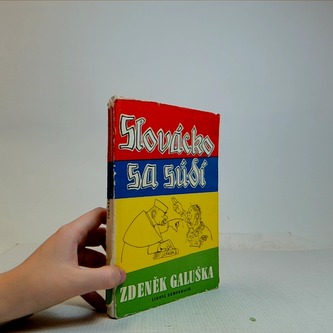 Slovácko
sa súdí
ZDENĚK GALUŠKA